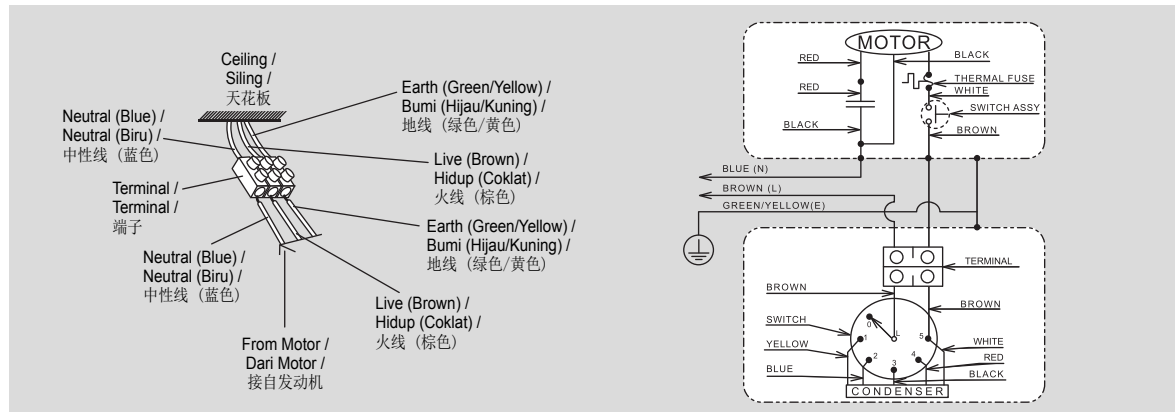 Ceiling /
Siling /
天花板
Neutral (Blue) /
Neutral (Biru) /
中性线（蓝色）
Earth (Green/Yellow) /
Bumi (Hijau/Kuning) /
地线（绿色/黄色）
Terminal /
Terminal /
端子
Live (Brown) /
Hidup (Coklat) /
火线（棕色）
Earth (Green/Yellow) /
Bumi (Hijau/Kuning) /
地线（绿色/黄色）
Neutral (Blue) /
Neutral (Biru) /
中性线（蓝色）
Live (Brown) /
Hidup (Coklat) /
火线（棕色）
From Motor /
Dari Motor /
接自发动机
MOTOR
RED
BLACK
THERMAL FUSE
RED
WHITE
SWITCH ASSY
BLACK
BROWN
BLUE (N)
BROWN (L)
GREEN/YELLOW(E)
TERMINAL
BROWN
BROWN
SWITCH
0
L
1
5
YELLOW
WHITE
2
3
4
RED
BLUE
BLACK
CONDENSER